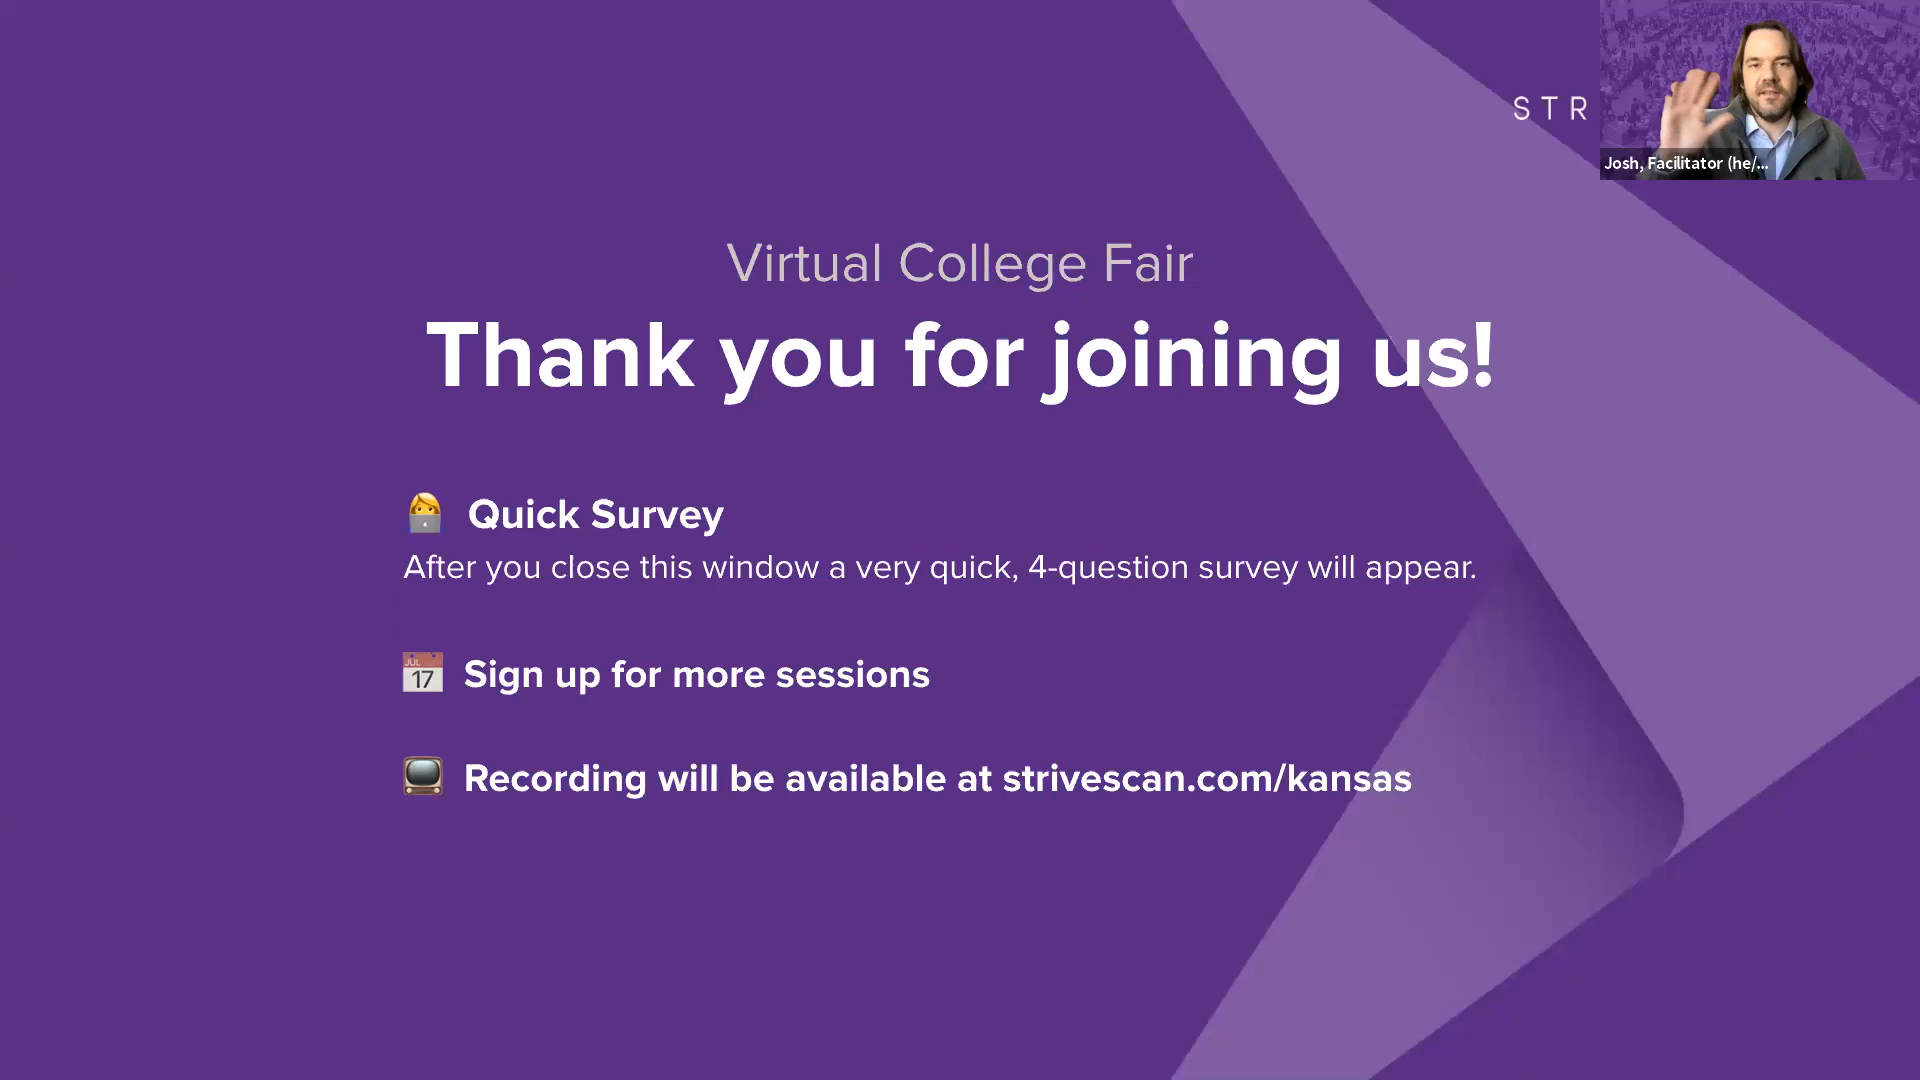 STR
Josh, Facilitator (he/...
Virtual College Fair
Thank you for joining us!
Quick Survey
After you close this window a very quick, 4-question survey will appear.
JUL
17
Sign up for more sessions
Recording will be available at strivescan.com/kansas